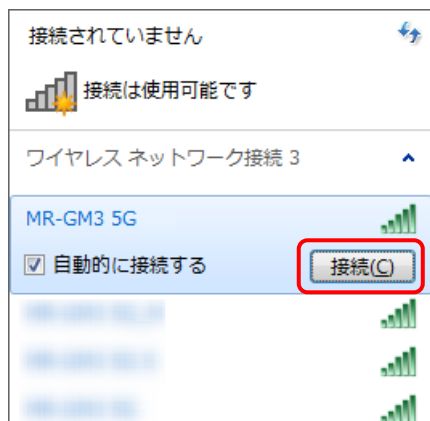 接続されていません
接続は使用可能です
ワイヤレス ネットワーク接続 3
MR-GM3 5G
自動的に接続する
接続(C)